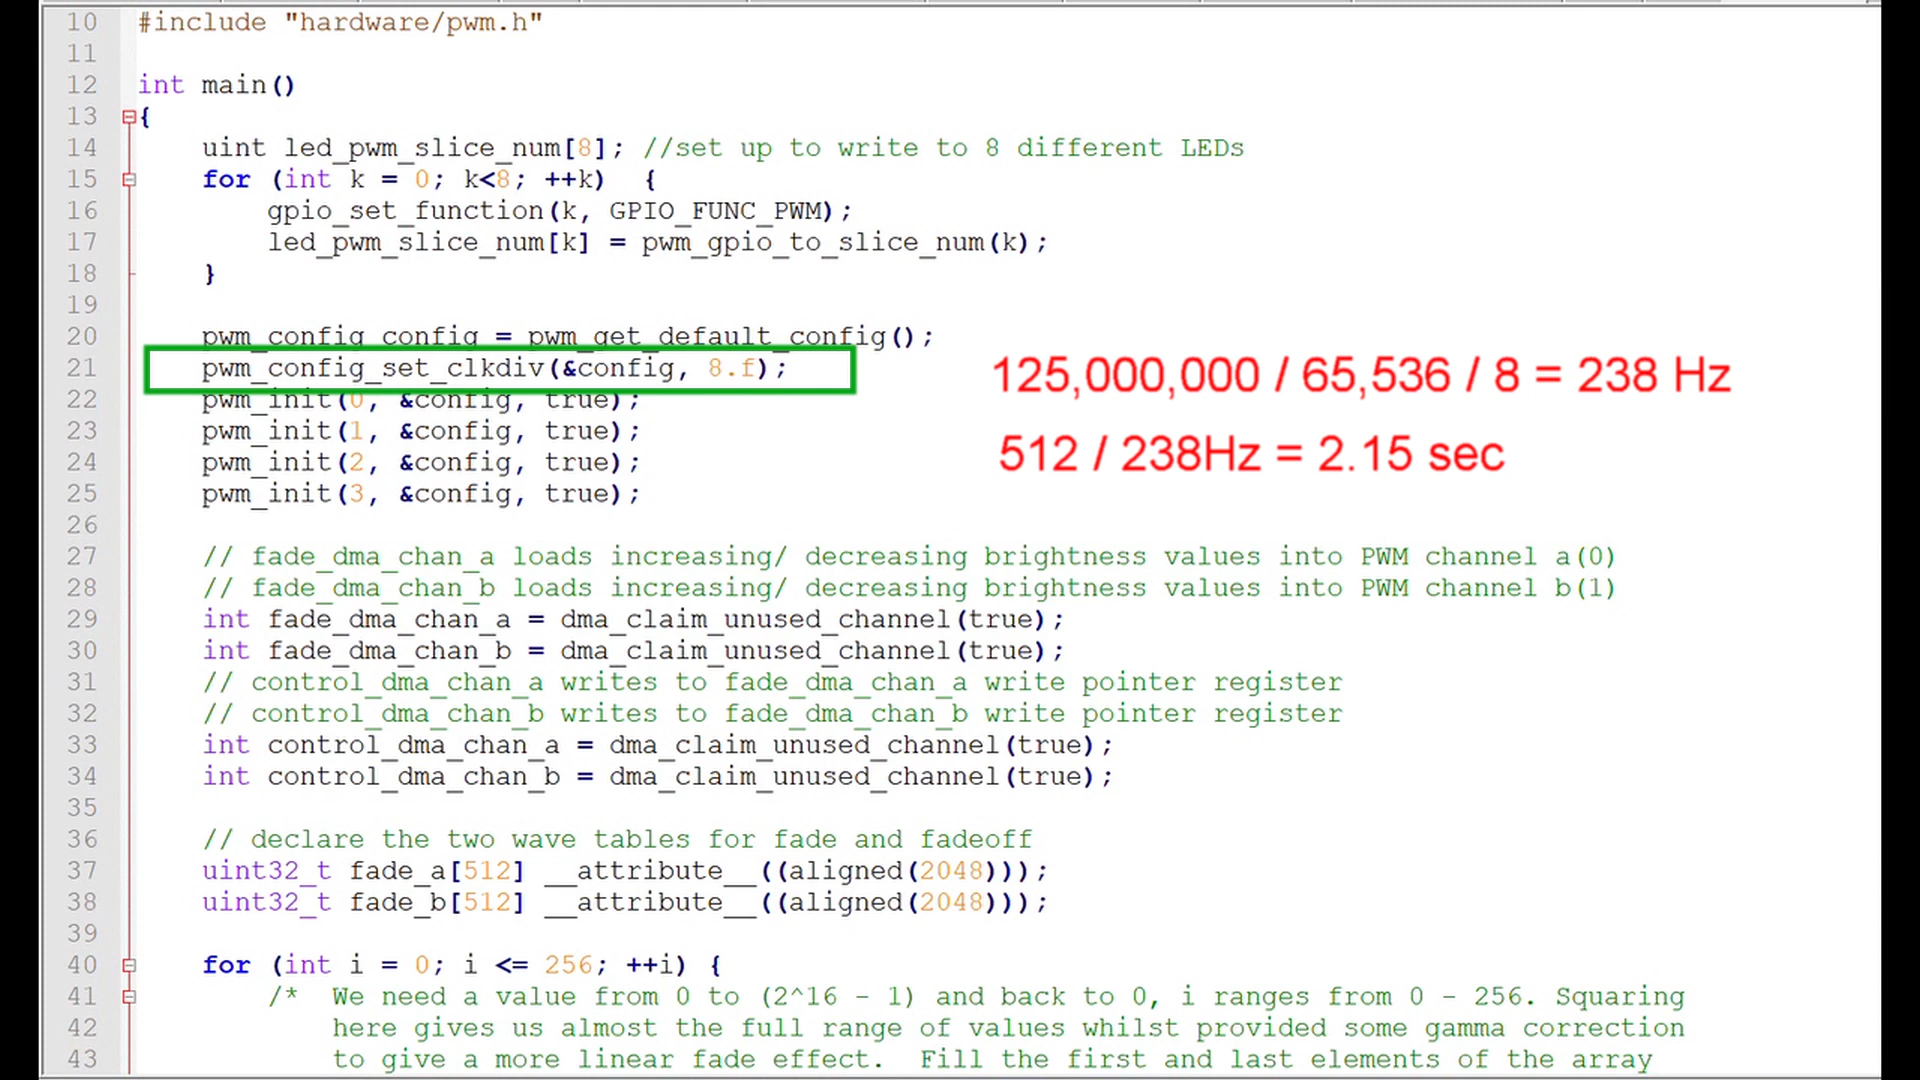 10 #include "hardware/pwm.h"
11
12 int main()
13 {
14 uint led_pwm_slice_num[8]; //set up to write to 8 different LEDs
15 for (int k = 0; k<8; ++k) {
16 gpio_set_function(k, GPIO_FUNC_PWM);
17 led_pwm_slice_num[k] = pwm_gpio_to_slice_num(k);
18 }
19
20 pwm_config config = pwm_get_default_config();
21 pwm_config_set_clkdiv(&config, 8.f);
125,000,000 / 65,536 / 8 = 238 Hz
22 pwm_init(0, &config, true);
23 pwm_init(1, &config, true);
512 / 238Hz = 2.15 sec
24 pwm_init(2, &config, true);
25 pwm_init(3, &config, true);
26
27 // fade_dma_chan_a loads increasing/ decreasing brightness values into PWM channel a(0)
28 // fade_dma_chan_b loads increasing/ decreasing brightness values into PWM channel b(1)
29 int fade_dma_chan_a = dma_claim_unused_channel(true);
30 int fade_dma_chan_b = dma_claim_unused_channel(true);
31 // control_dma_chan_a writes to fade_dma_chan_a write pointer register
32 // control_dma_chan_b writes to fade_dma_chan_b write pointer register
33 int control_dma_chan_a = dma_claim_unused_channel(true);
34 int control_dma_chan_b = dma_claim_unused_channel(true);
35
36 // declare the two wave tables for fade and fadeoff
37 uint32_t fade_a[512] __attribute__((aligned(2048)));
38 uint32_t fade_b[512] __attribute__((aligned(2048)));
39
40 for (int i = 0; i <= 256; ++i) {
41 /* We need a value from 0 to (2^16 - 1) and back to 0, i ranges from 0 - 256. Squaring
42 here gives us almost the full range of values whilst provided some gamma correction
43 to give a more linear fade effect. Fill the first and last elements of the array